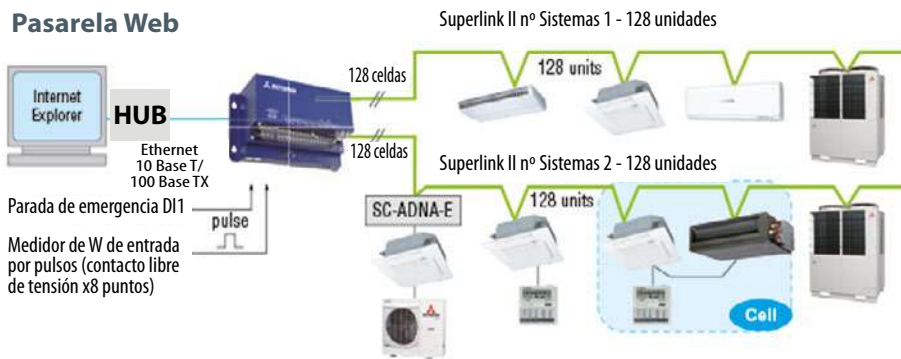 Pasarela Web
Superlink II nº Sistemas 1 - 128 unidades
128 celdas
128 units
Internet
Explorer
HUB
Ethernet
10 Base T/
100 Base TX
128 celdas
Superlink II nº Sistemas 2 - 128 unidades
Parada de emergencia DI1
pulse
SC-ADNA-E
128 units
Medidor de W de entrada
por pulsos (contacto libre
de tensión x8 puntos)
Cell